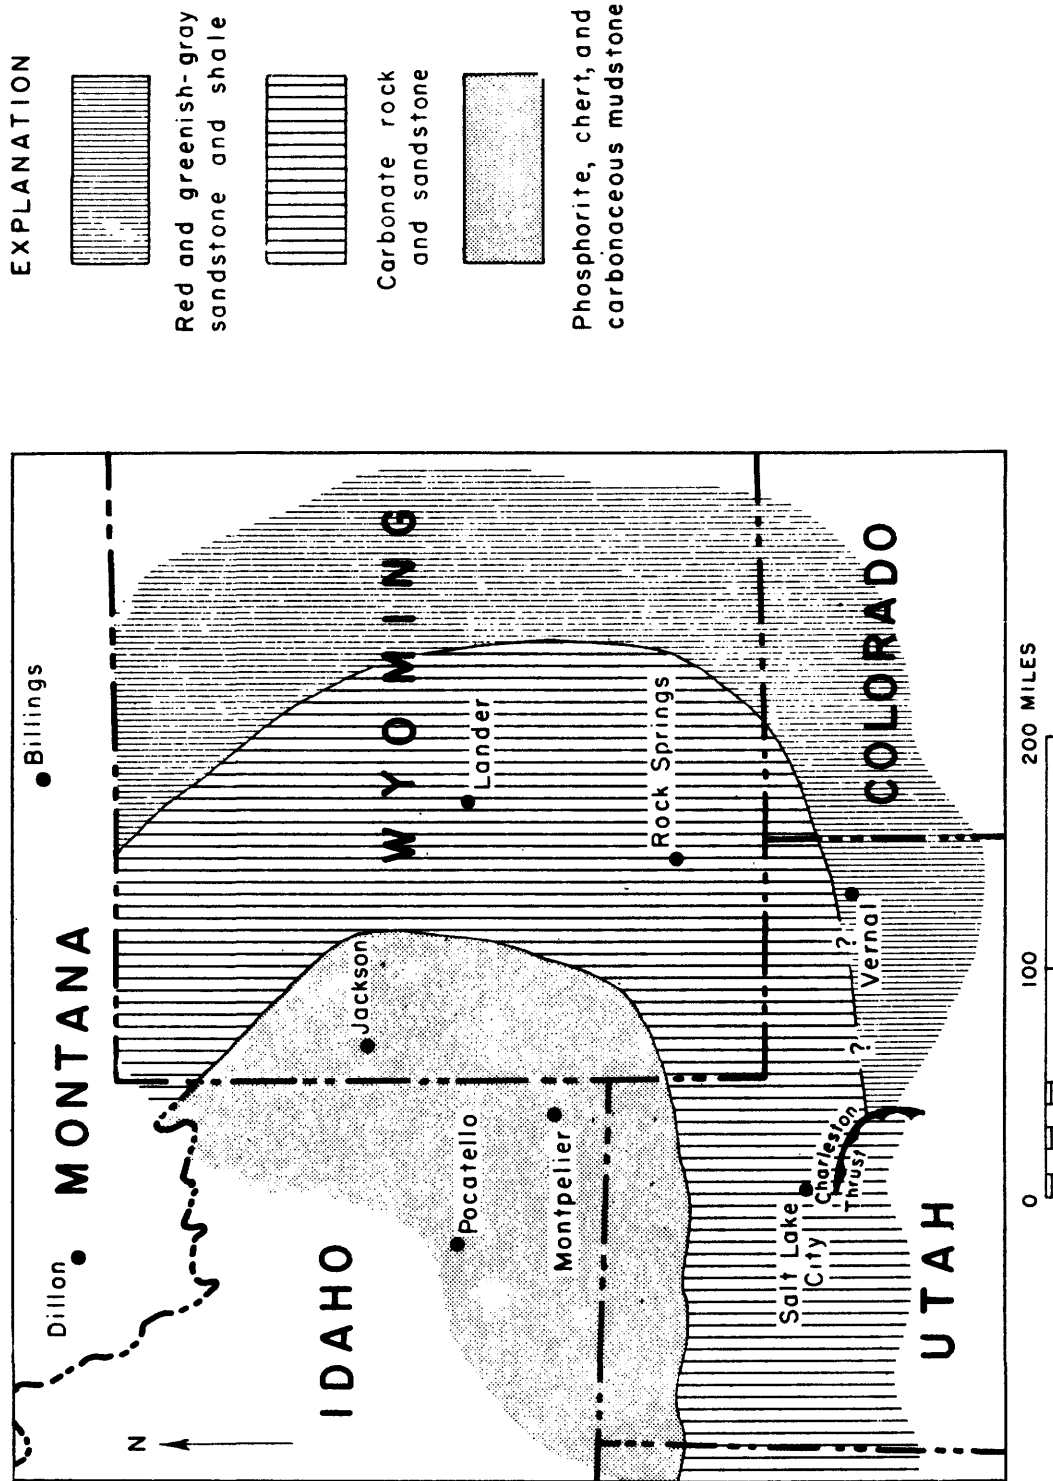 EXPLANATION
Red and greenish-gray
sandstone and shale
Carbonate rock
and sandstone
Phosphorite, chert, and
carbonaceous mudstone
Billings
MONTANA
Dillon
WYOMING
Jackson
Lander
IDAHO
Pocatello
Montpelier
Rock Springs
N
Salt Lake
City
Charleston
Thrust
?
?
Vernal
COLORADO
UTAH
0
100
200 MILES